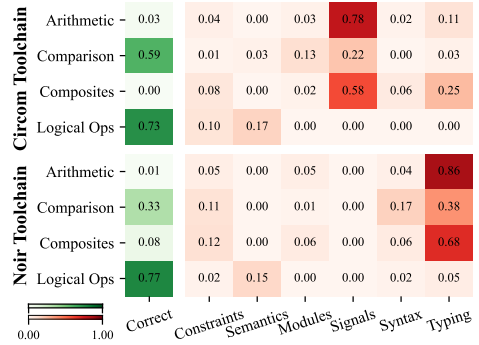 Circom Toolchain
Arithmetic 0.03 0.04 0.00 0.03 0.78 0.02 0.11
Comparison 0.59 0.01 0.03 0.13 0.22 0.00 0.03
Composites 0.00 0.08 0.00 0.02 0.58 0.06 0.25
Logical Ops 0.73 0.10 0.17 0.00 0.00 0.00 0.00
Noir Toolchain
Arithmetic 0.01 0.05 0.00 0.05 0.00 0.04 0.86
Comparison 0.33 0.11 0.00 0.01 0.00 0.17 0.38
Composites 0.08 0.12 0.00 0.06 0.00 0.06 0.68
Logical Ops 0.77 0.02 0.15 0.00 0.00 0.02 0.05
Correct Constraints Semantics Modules Signals Syntax Typing
0.00 1.00